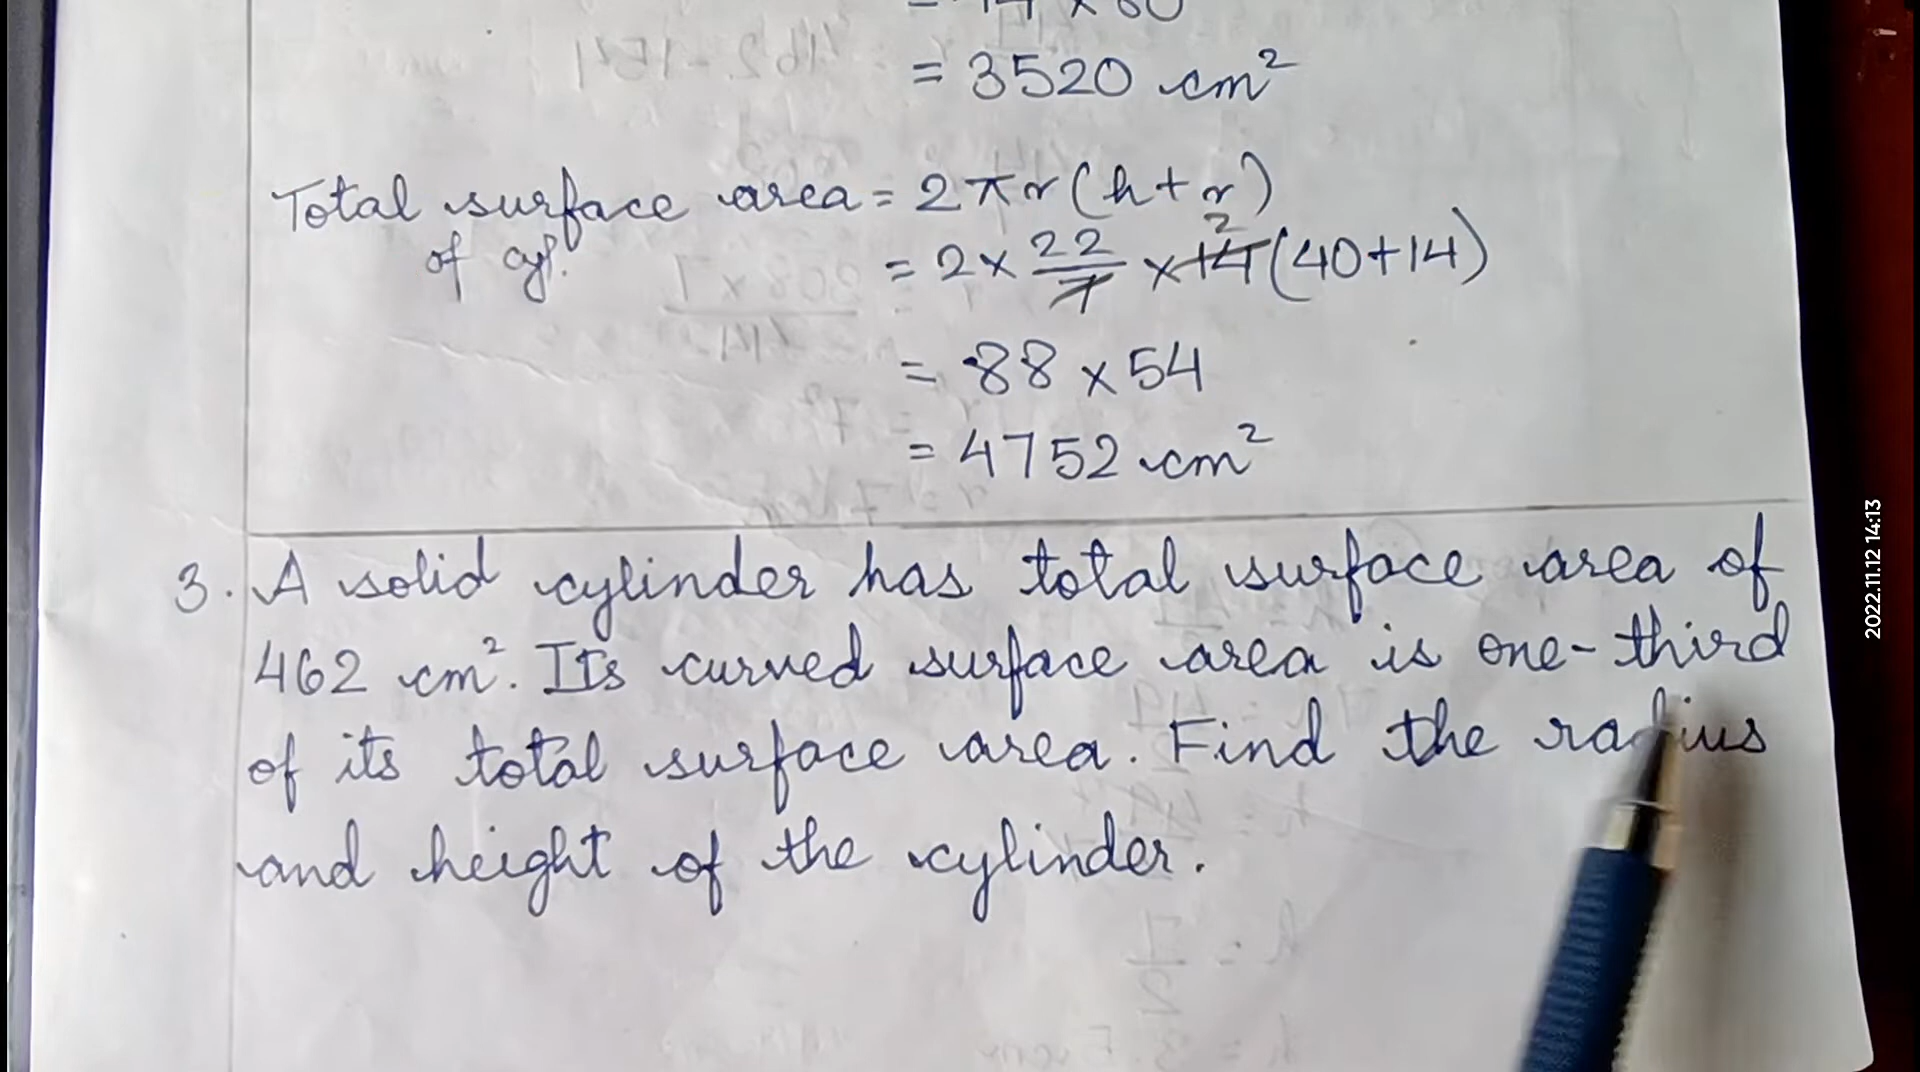 = 3520 cm²
Total surface area = 2πr(h+r)
of cyl.
= 2 × 22/7 × 14 2 (40+14)
= 88 × 54
= 4752 cm²
3. A solid cylinder has total surface area of
462 cm². Its curved surface area is one-third
of its total surface area. Find the radius
and height of the cylinder.
2022.11.12 14:13